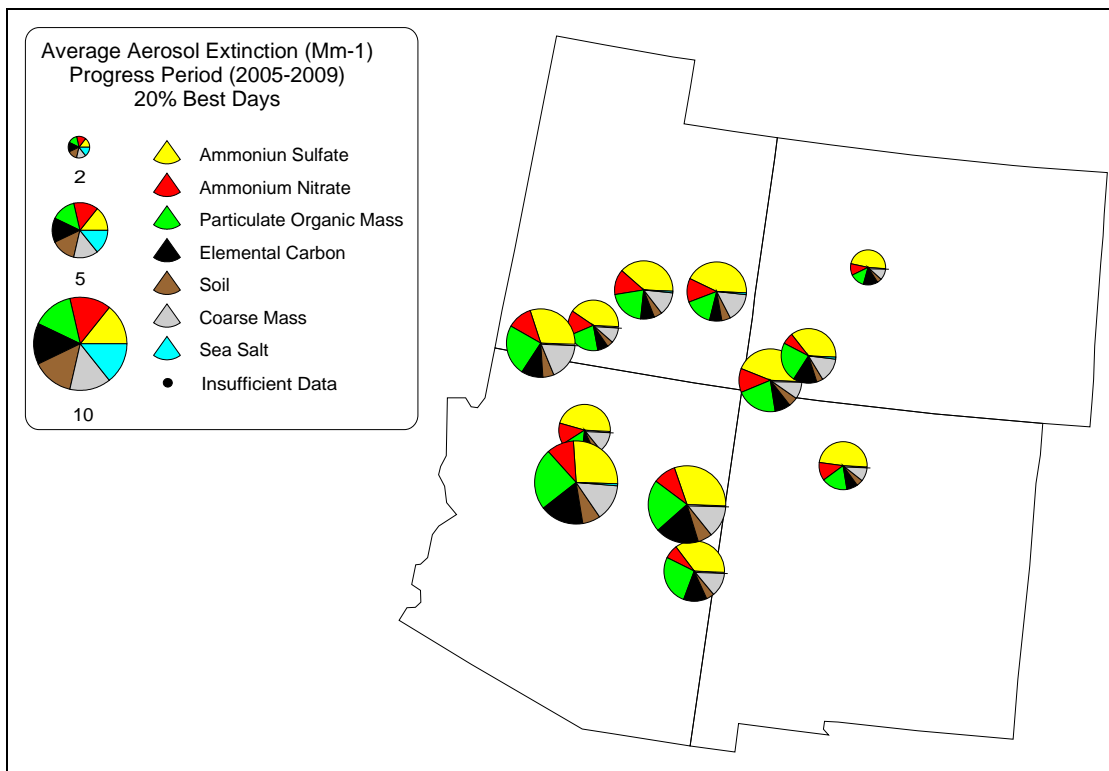 Average Aerosol Extinction (Mm-1)
Progress Period (2005-2009)
20% Best Days
2
5
10
Ammoniun Sulfate
Ammonium Nitrate
Particulate Organic Mass
Elemental Carbon
Soil
Coarse Mass
Sea Salt
Insufficient Data